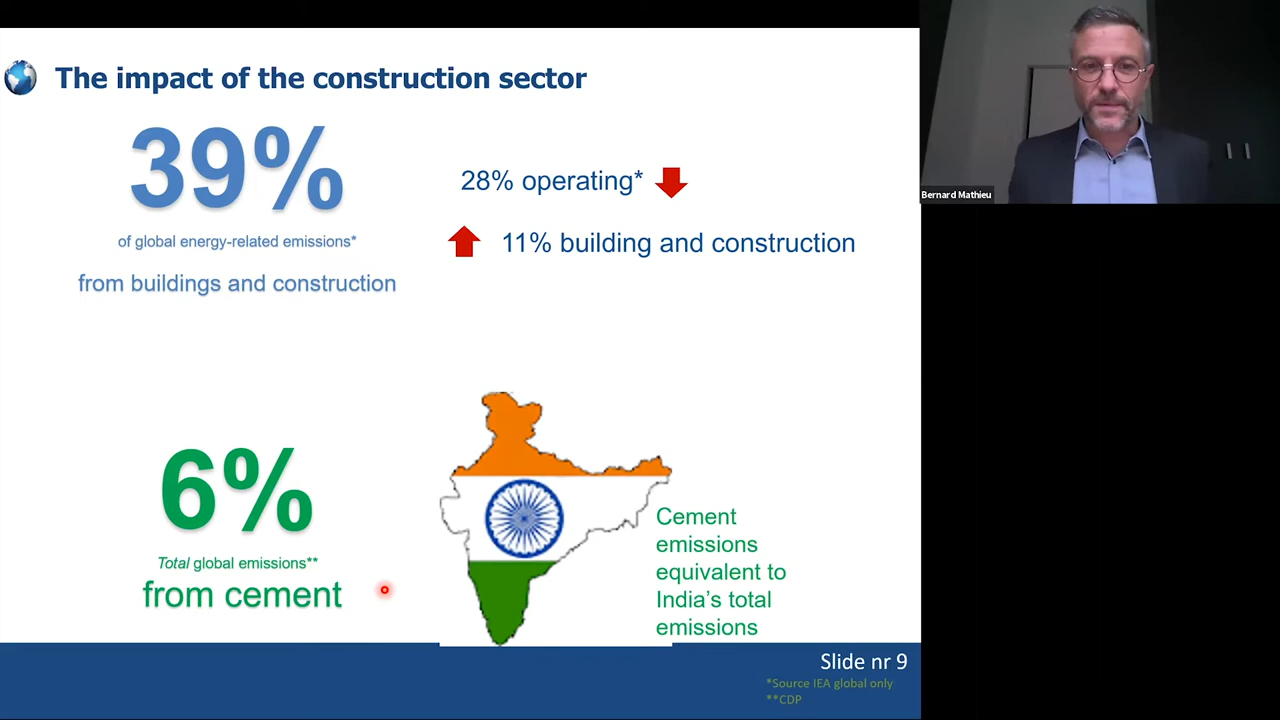 The impact of the construction sector
39%
of global energy-related emissions*
from buildings and construction
28% operating*
11% building and construction
6%
Total global emissions**
from cement
Cement
emissions
equivalent to
India's total
emissions
Slide nr 9
*Source IEA global only
**CDP
Bernard Mathieu